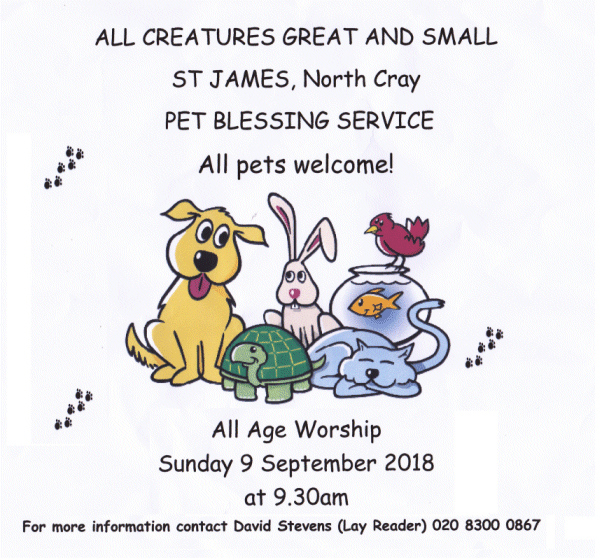 ALL CREATURES GREAT AND SMALL
ST JAMES, North Cray
PET BLESSING SERVICE
All pets welcome!
All Age Worship
Sunday 9 September 2018
at 9.30am
For more information contact David Stevens (Lay Reader) 020 8300 0867